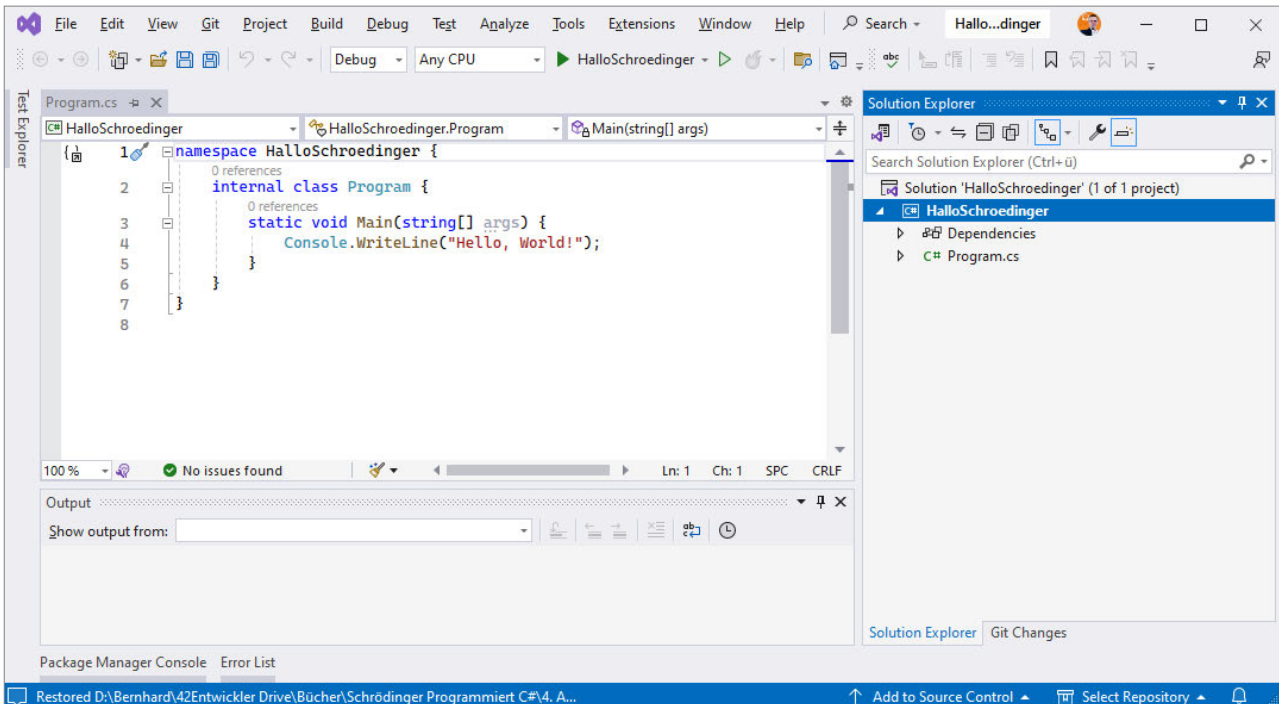 File Edit View Git Project Build Debug Test Analyze Tools Extensions Window Help Search Hallo...dinger
Debug Any CPU HalloSchroedinger
Test Explorer
Program.cs
HalloSchroedinger HalloSchroedinger.Program Main(string[] args)
1 namespace HalloSchroedinger {
0 references
2 internal class Program {
0 references
3 static void Main(string[] args) {
4 Console.WriteLine("Hello, World!");
5 }
6 }
7 }
8
100 % No issues found Ln: 1 Ch: 1 SPC CRLF
Output
Show output from:
Package Manager Console Error List
Solution Explorer
Search Solution Explorer (Ctrl+ü)
Solution 'HalloSchroedinger' (1 of 1 project)
C# HalloSchroedinger
Dependencies
C# Program.cs
Solution Explorer Git Changes
Restored D:\Bernhard\42Entwickler Drive\Bücher\Schrödinger Programmiert C#\4. A... Add to Source Control Select Repository